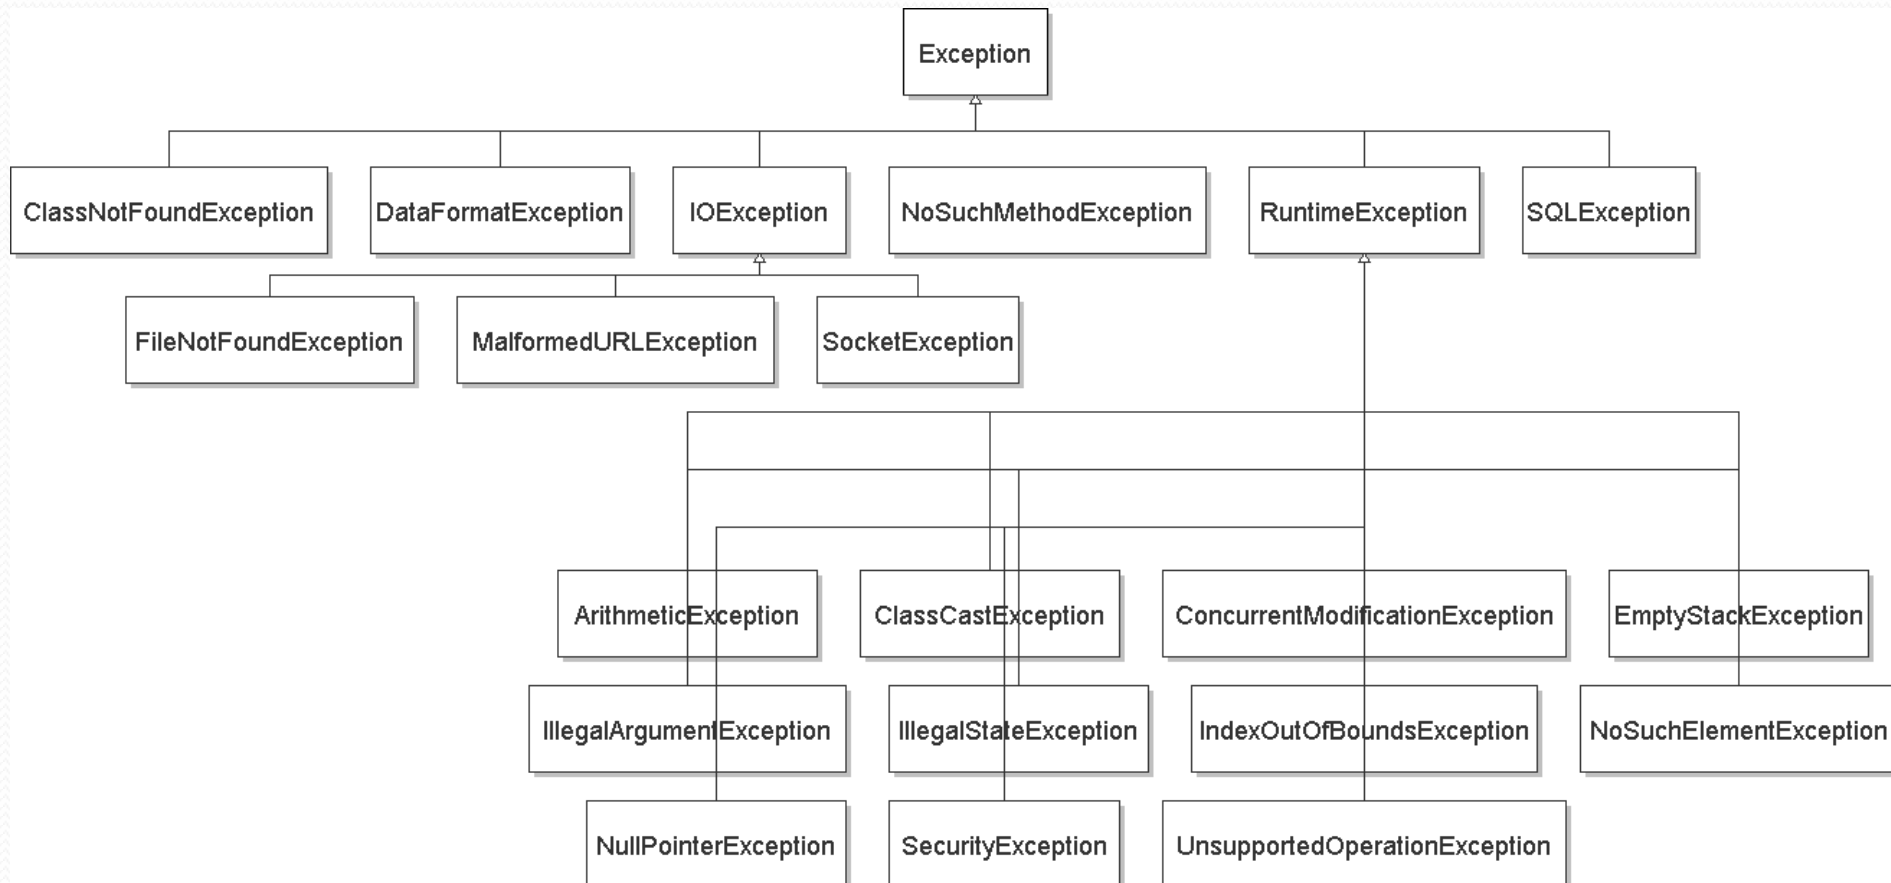 Exception
ClassNotFoundException
DataFormatException
IOException
NoSuchMethodException
RuntimeException
SQLException
FileNotFoundException
MalformedURLException
SocketException
ArithmeticException
ClassCastException
ConcurrentModificationException
EmptyStackException
IllegalArgumentException
IllegalStateException
IndexOutOfBoundsException
NoSuchElementException
NullPointerException
SecurityException
UnsupportedOperationException